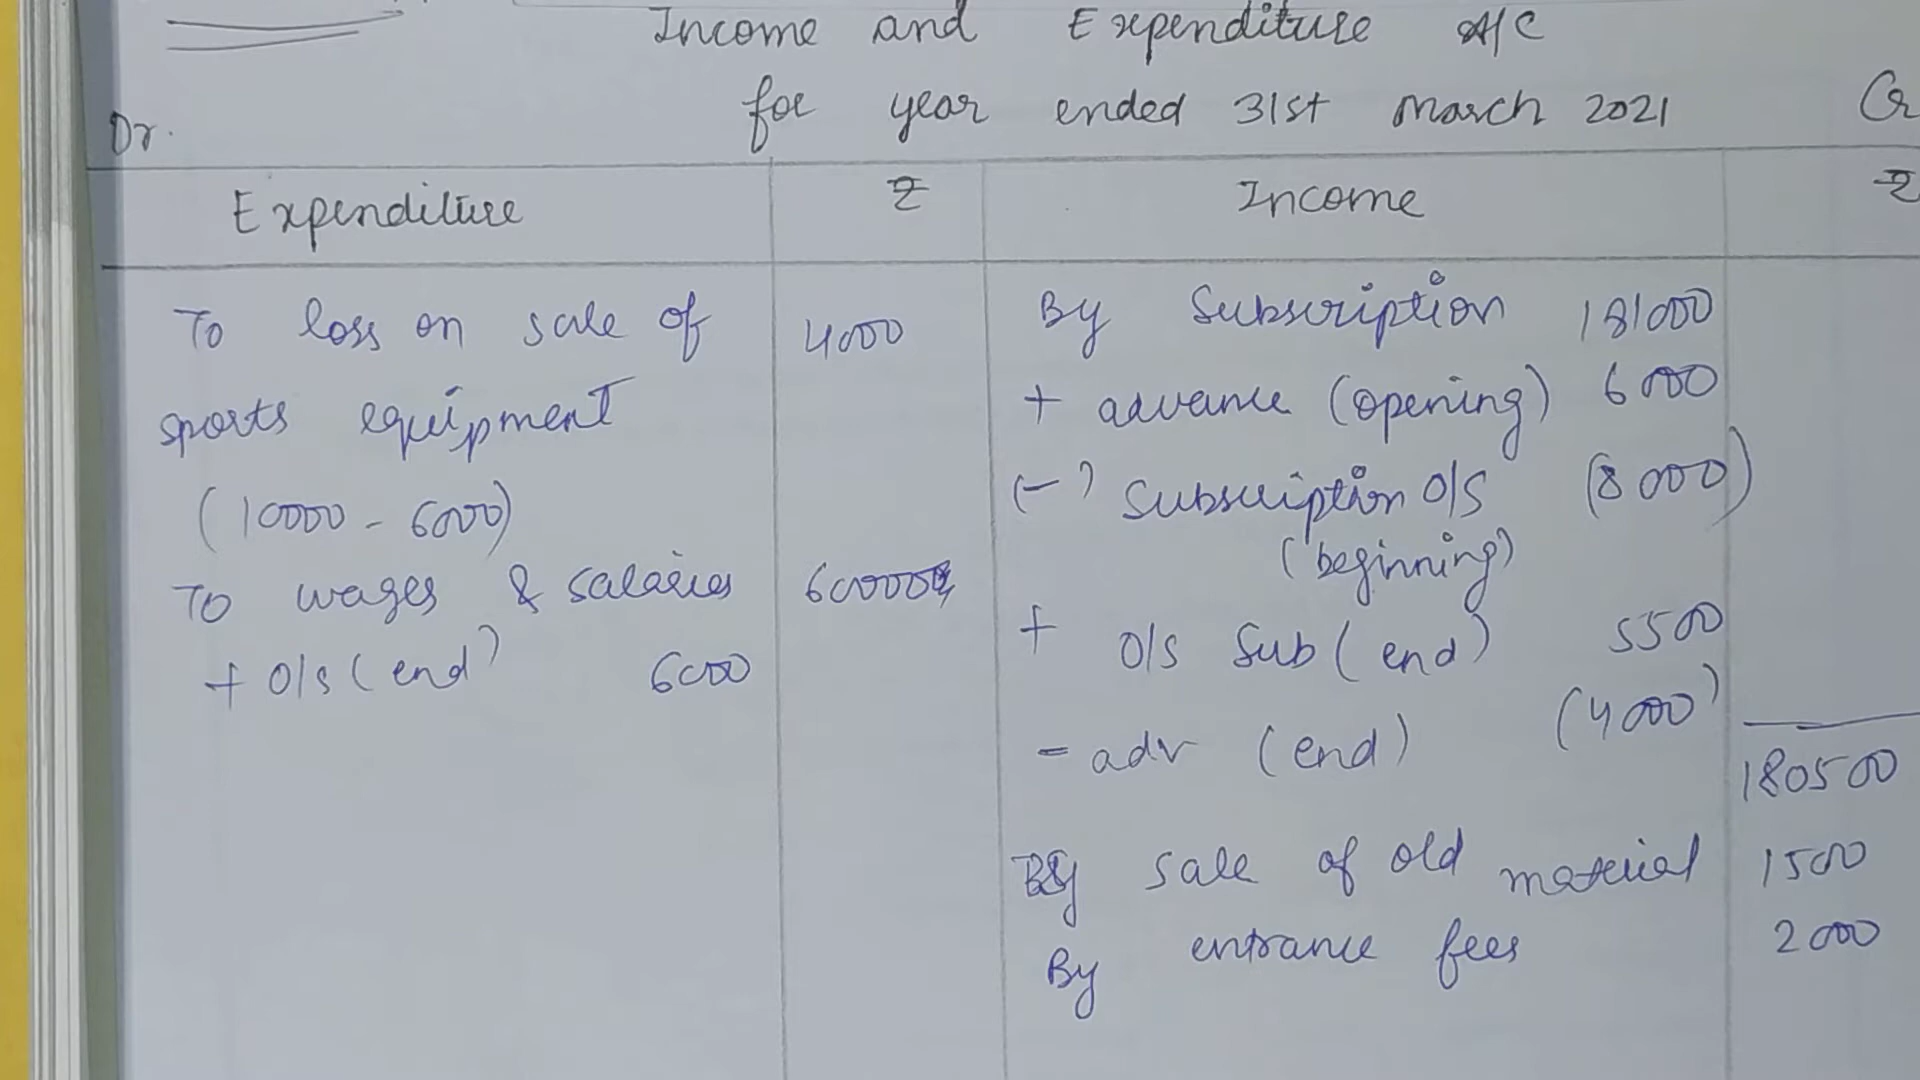 Income and Expenditure A/C
for year ended 31st March 2021
Dr. Cr
Expenditure ₹ Income ₹
To loss on sale of 4000 By Subscription 181000
sports equipment + advance (opening) 6000
(10000 - 6000) (-) Subscription O/S (8000)
(beginning)
To wages & salaries + O/S Sub (end) 5500
+ O/S (end) 6000 - adv (end) (4000)
180500
By sale of old material 1500
By entrance fees 2000